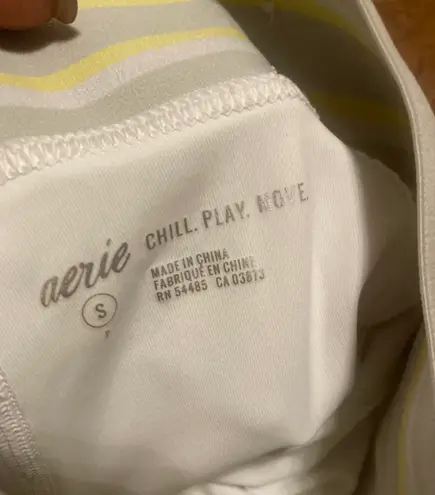 aerie CHILL. PLAY. MOVE.
S
P
MADE IN CHINA
FABRIQUÉ EN CHINE
RN 54485 CA 03873